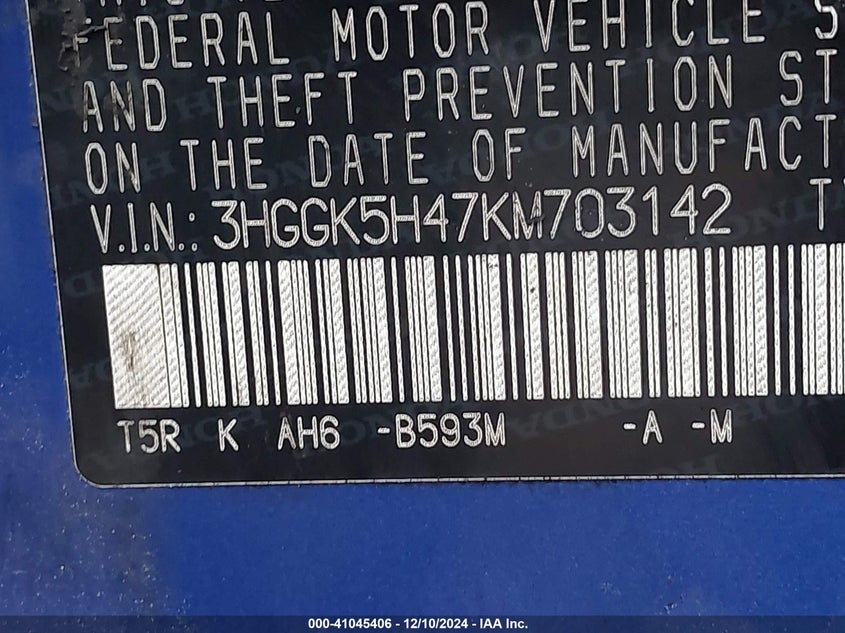 FEDERAL MOTOR VEHICLE S
AND THEFT PREVENTION ST
ON THE DATE OF MANUFACT
V.I.N.: 3HGGK5H47KM703142 T
T5R K AH6 -B593M -A -M
000-41045406 - 12/10/2024 - IAA Inc.